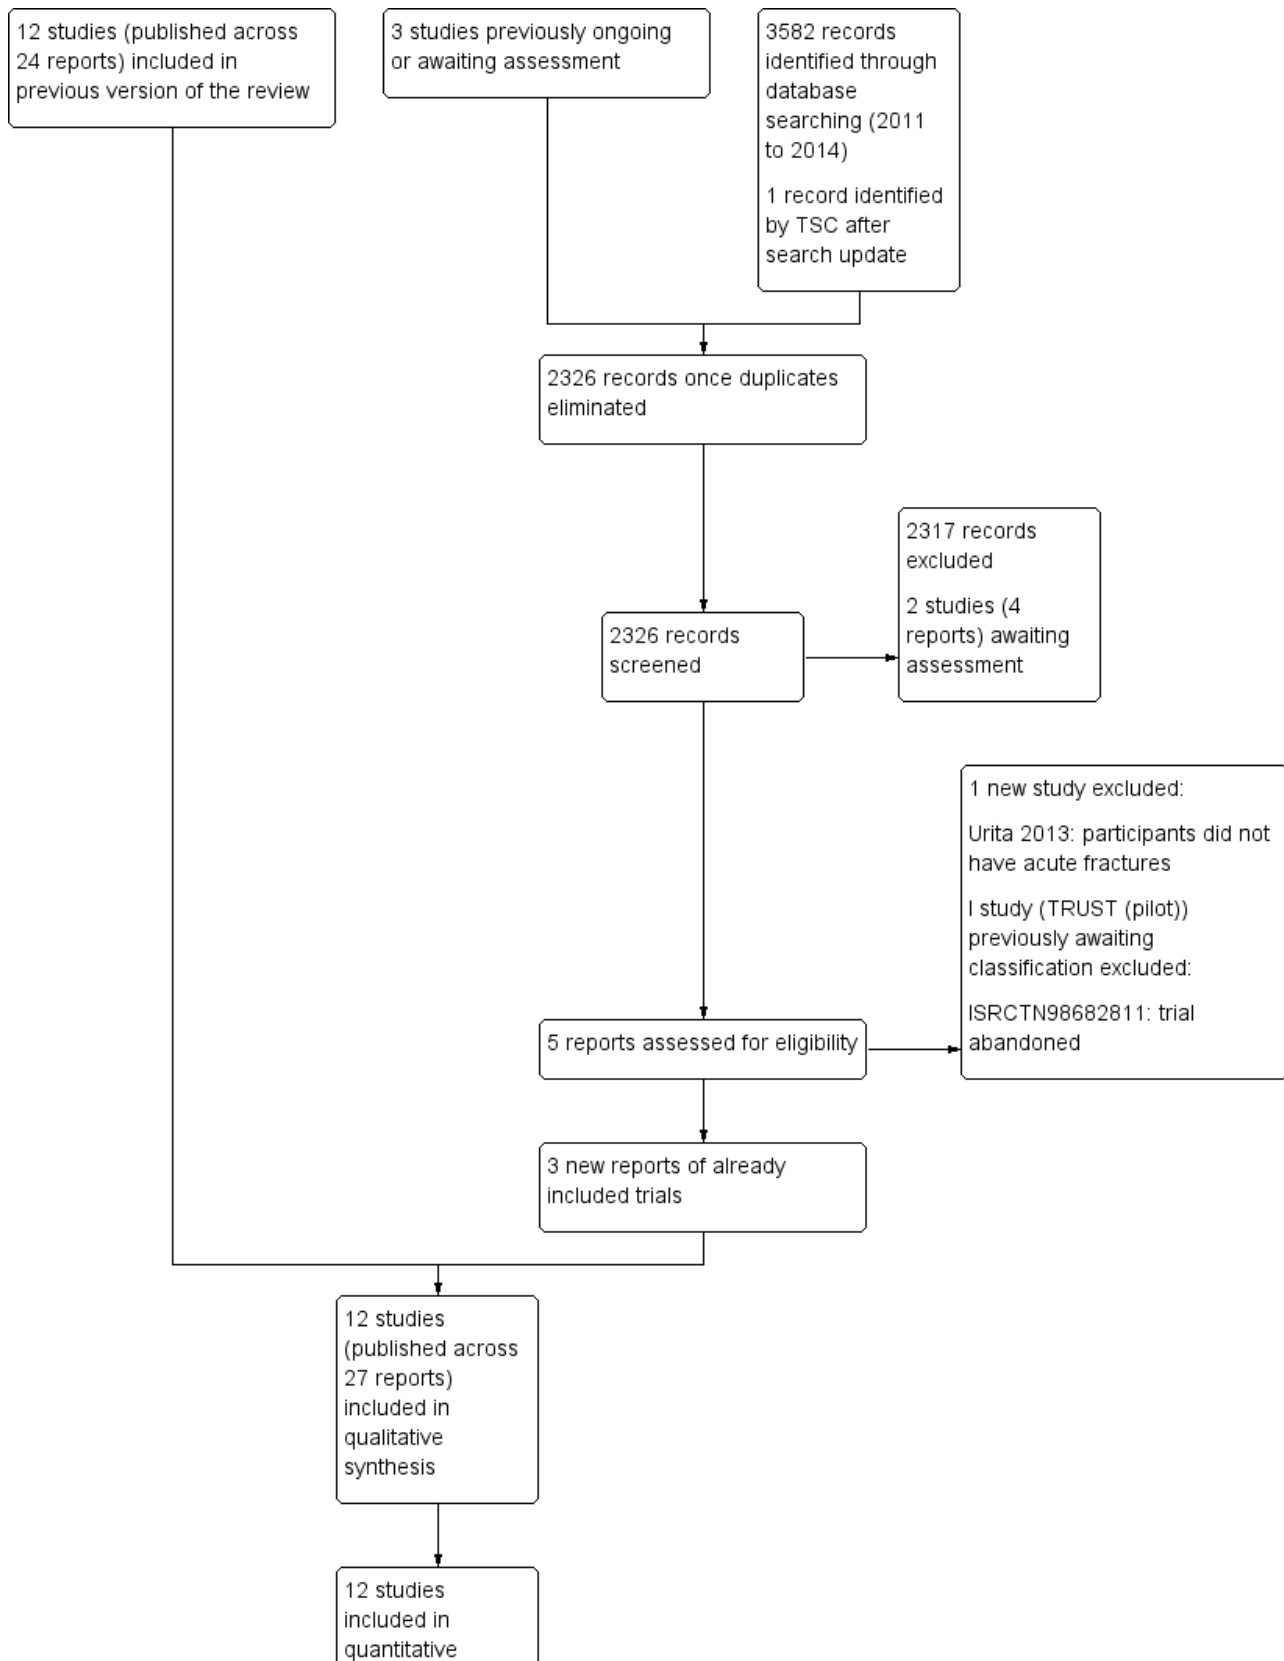 12 studies (published across
24 reports) included in
previous version of the review
3 studies previously ongoing
or awaiting assessment
3582 records
identified through
database
searching (2011
to 2014)
1 record identified
by TSC after
search update
2326 records once duplicates
eliminated
2326 records
screened
2317 records
excluded
2 studies (4
reports) awaiting
assessment
5 reports assessed for eligibility
1 new study excluded:
Urita 2013: participants did not
have acute fractures
I study (TRUST (pilot))
previously awaiting
classification excluded:
ISRCTN98682811: trial
abandoned
3 new reports of already
included trials
12 studies
(published across
27 reports)
included in
qualitative
synthesis
12 studies
included in
quantitative